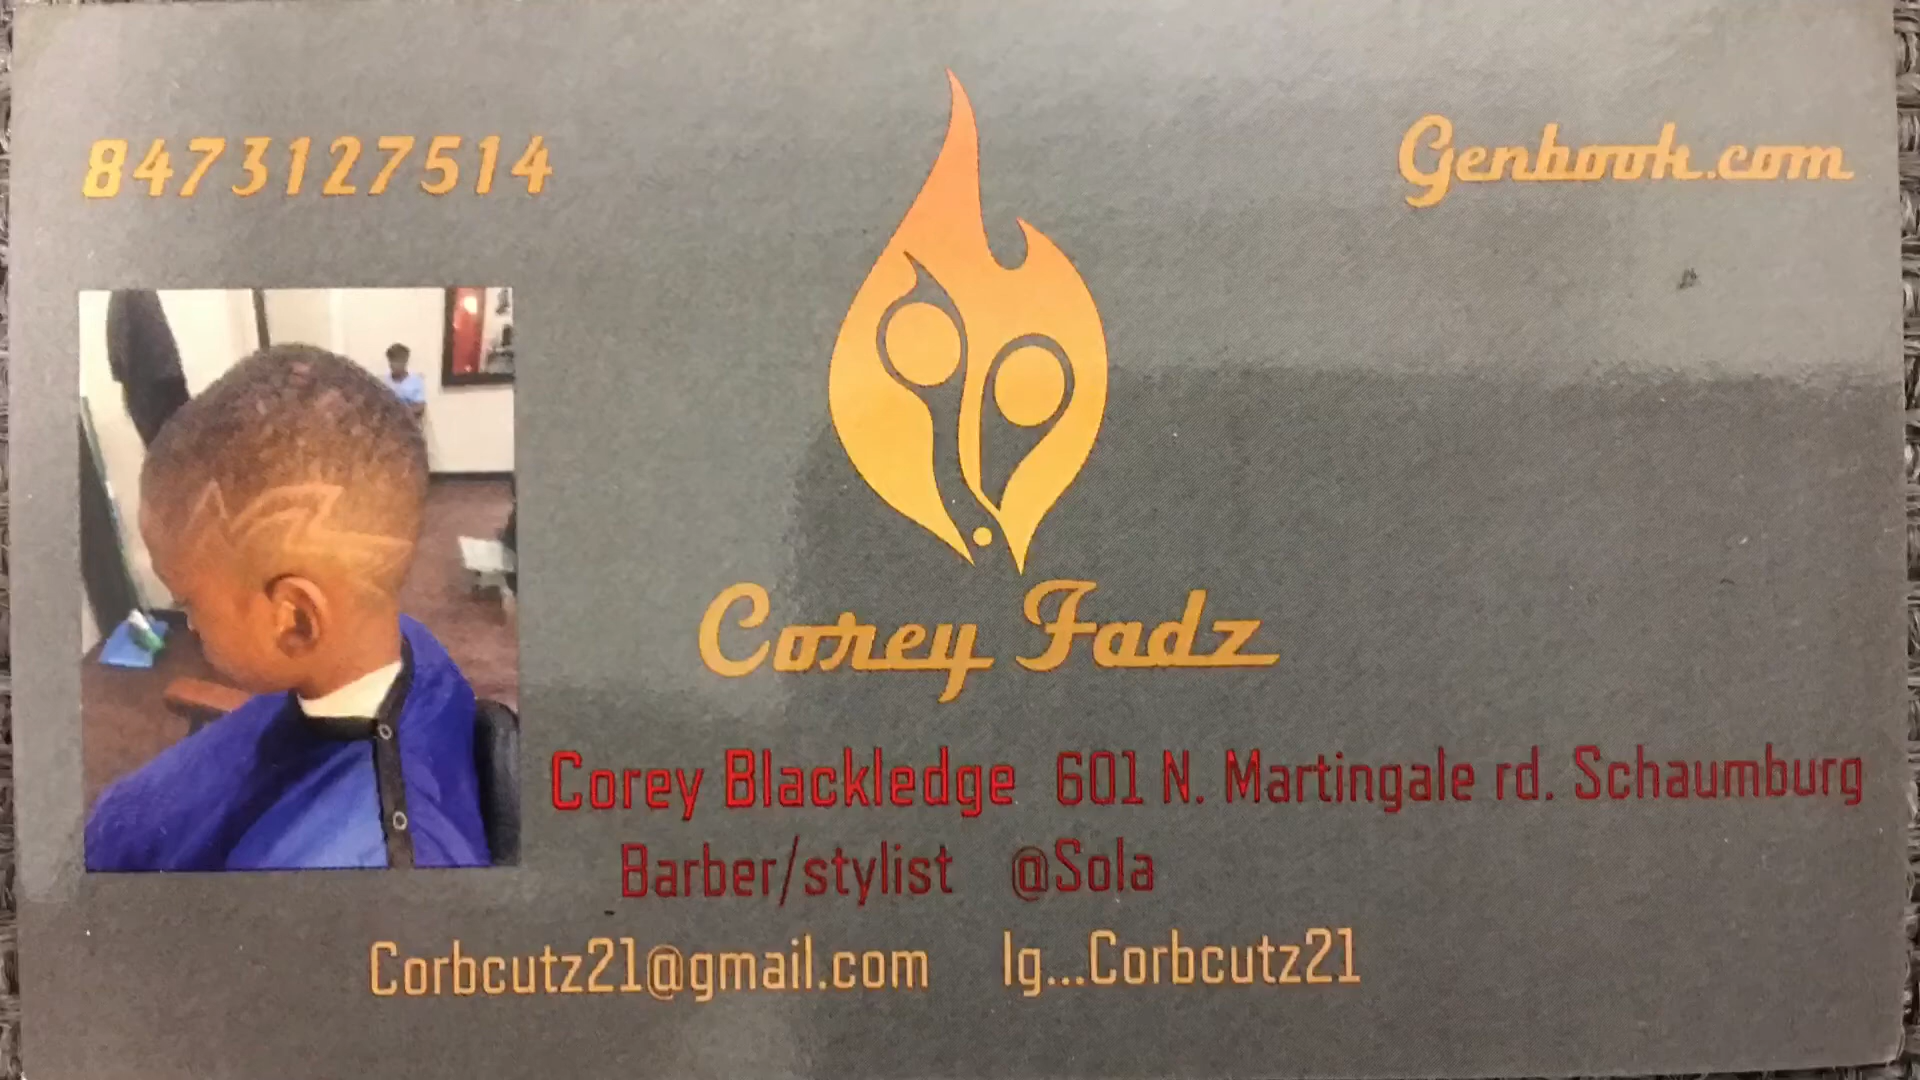 8473127514
Genbook.com
Corey Fadz
Corey Blackledge 601 N. Martingale rd. Schaumburg
Barber/stylist @Sola
Corbcutz21@gmail.com Ig...Corbcutz21